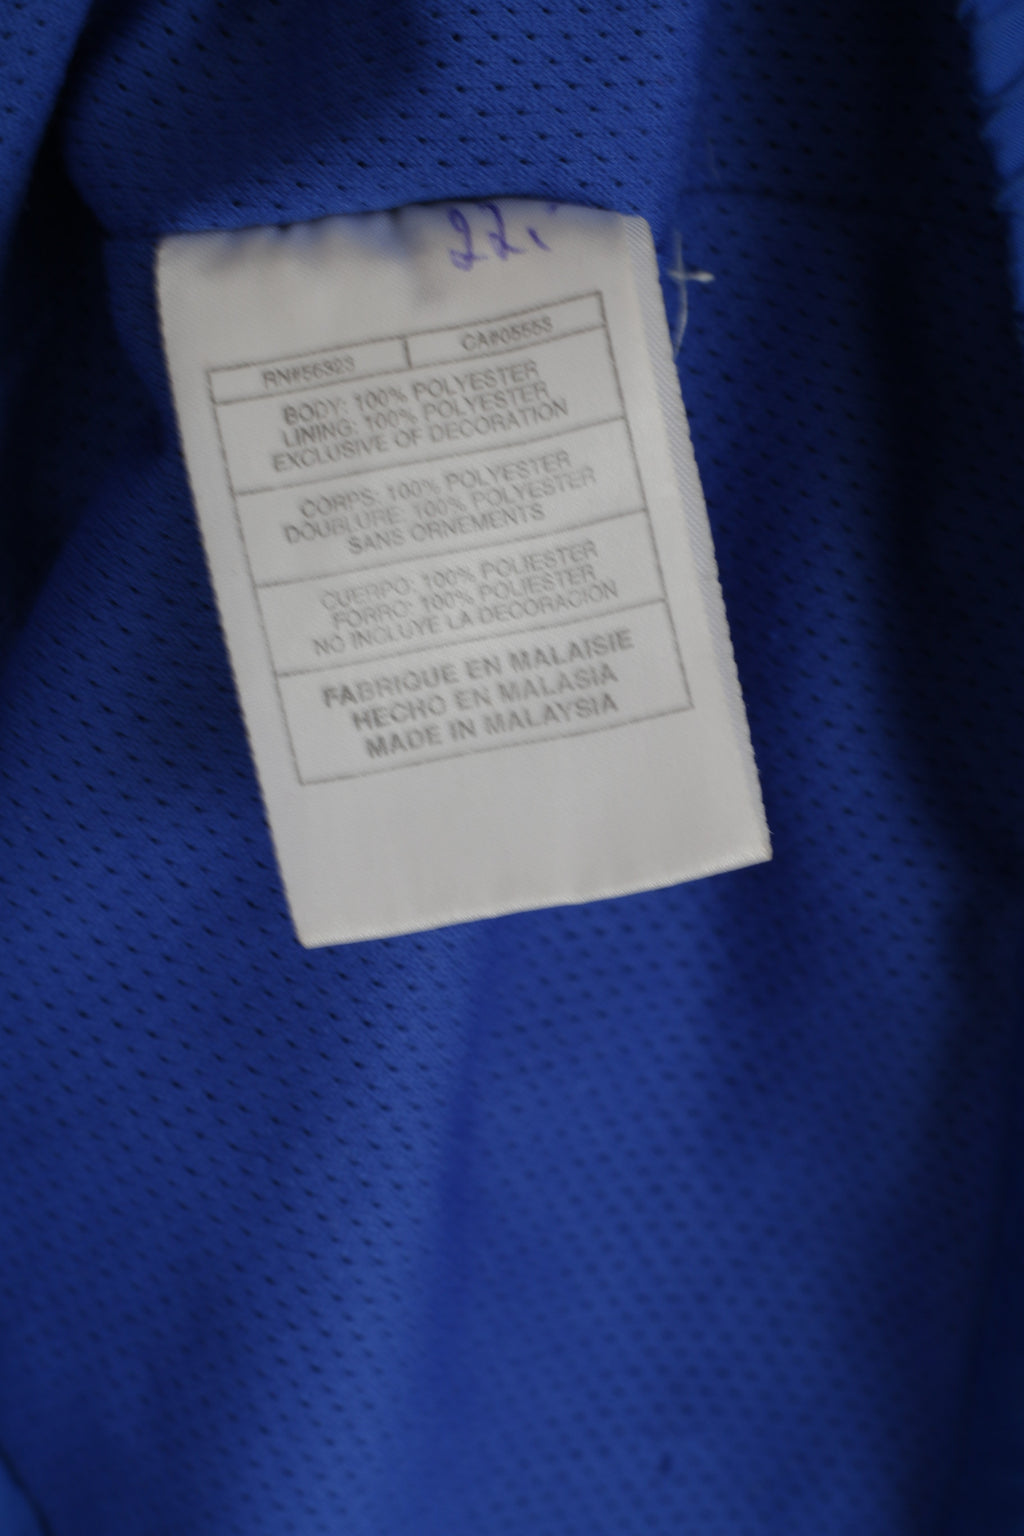 22.
RN#56323 CA#05553
BODY: 100% POLYESTER
LINING: 100% POLYESTER
EXCLUSIVE OF DECORATION
CORPS: 100% POLYESTER
DOUBLURE: 100% POLYESTER
SANS ORNEMENTS
CUERPO: 100% POLIESTER
FORRO: 100% POLIESTER
NO INCLUYE LA DECORACIÓN
FABRIQUE EN MALAISIE
HECHO EN MALASIA
MADE IN MALAYSIA